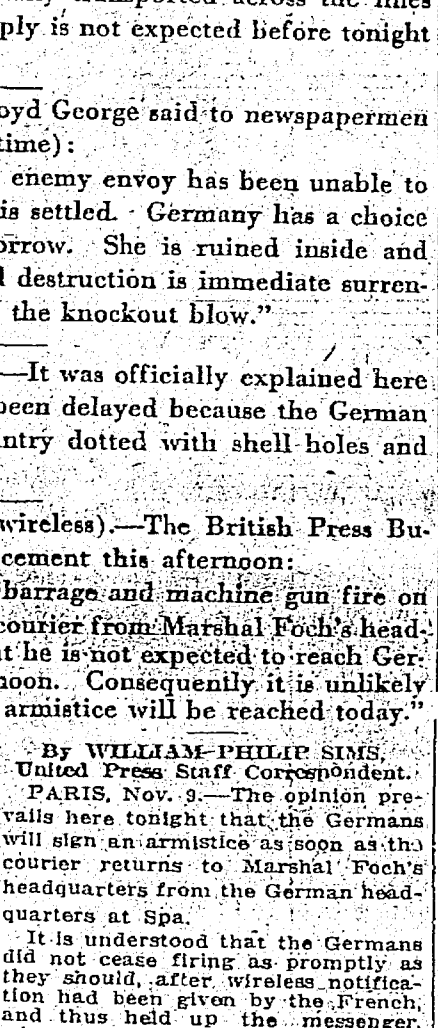 transported across the lines
ply is not expected before tonight
oyd George said to newspapermen
time):
enemy envoy has been unable to
is settled. Germany has a choice
orrow. She is ruined inside and
d destruction is immediate surren-
the knockout blow."
—It was officially explained here
been delayed because the German
ntry dotted with shell holes and
wireless).—The British Press Bu-
cement this afternoon:
barrage and machine gun fire on
courier from Marshal Foch's head-
at he is not expected to reach Ger-
noon. Consequently it is unlikely
armistice will be reached today."
By WILLIAM PHILIP SIMS,
United Press Staff Correspondent.
PARIS, Nov. 9.—The opinion pre-
vails here tonight that the Germans
will sign an armistice as soon as the
courier returns to Marshal Foch's
headquarters from the German head-
quarters at Spa.
It is understood that the Germans
did not cease firing as promptly as
they should, after wireless notifica-
tion had been given by the French,
and thus held up the messenger.